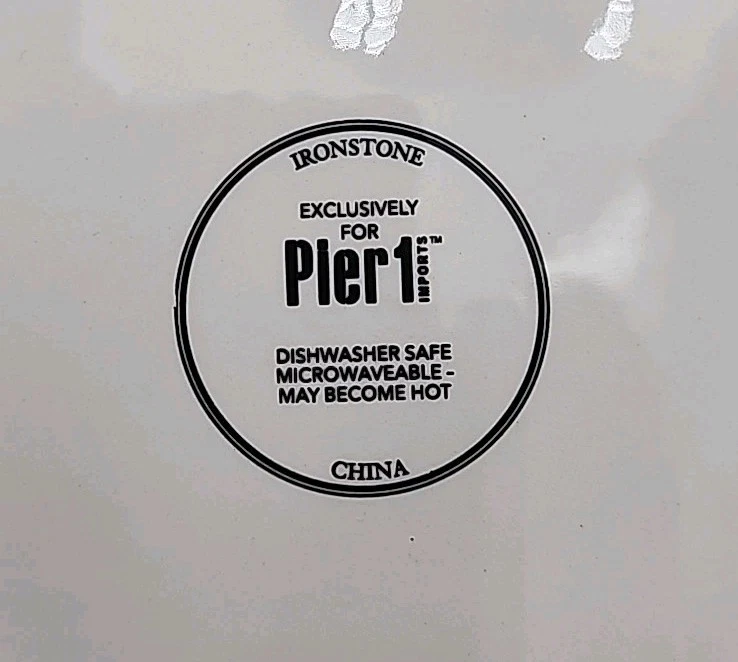 IRONSTONE
EXCLUSIVELY
FOR
Pier1 IMPORTS™
DISHWASHER SAFE
MICROWAVEABLE -
MAY BECOME HOT
CHINA